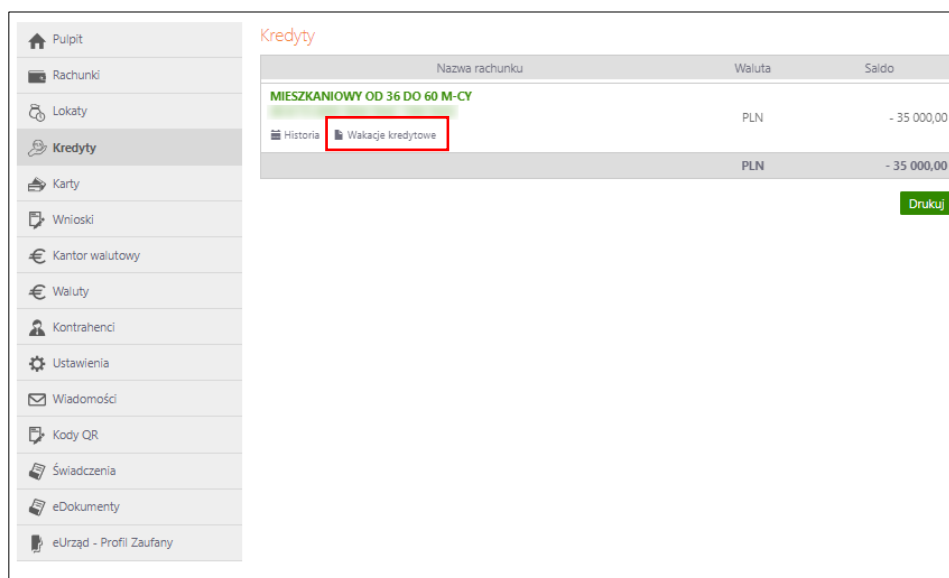 Pulpit
Rachunki
Lokaty
Kredyty
Karty
Wnioski
Kantor walutowy
Waluty
Kontrahenci
Ustawienia
Wiadomości
Kody QR
Świadczenia
eDokumenty
eUrząd - Profil Zaufany
Kredyty
Nazwa rachunku Waluta Saldo
MIESZKANIOWY OD 36 DO 60 M-CY
PLN - 35 000,00
Historia Wakacje kredytowe
PLN - 35 000,00
Drukuj